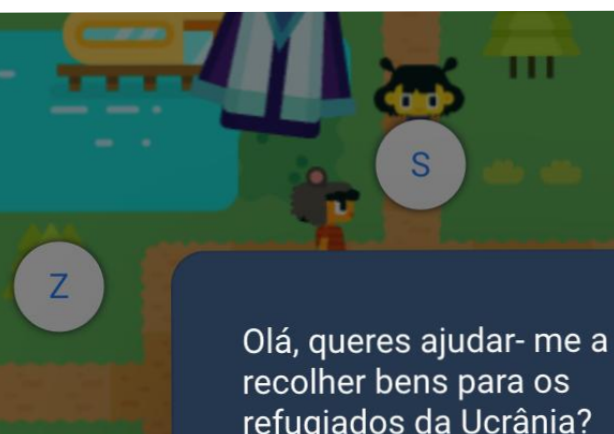 S
Z
Olá, queres ajudar- me a
recolher bens para os
refugiados da Ucrânia?